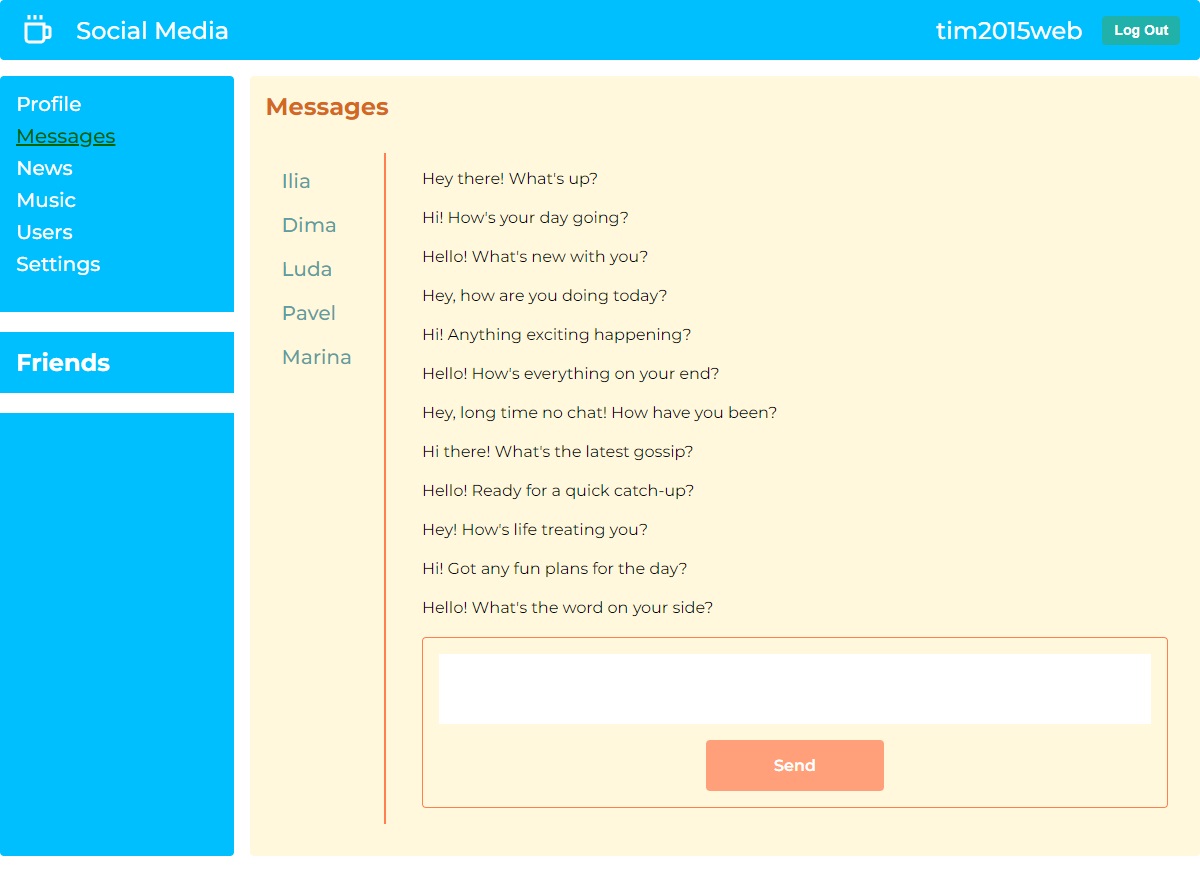 Social Media
tim2015web
Log Out
Profile
Messages
News
Music
Users
Settings
Friends
Messages
Ilia
Dima
Luda
Pavel
Marina
Hey there! What's up?
Hi! How's your day going?
Hello! What's new with you?
Hey, how are you doing today?
Hi! Anything exciting happening?
Hello! How's everything on your end?
Hey, long time no chat! How have you been?
Hi there! What's the latest gossip?
Hello! Ready for a quick catch-up?
Hey! How's life treating you?
Hi! Got any fun plans for the day?
Hello! What's the word on your side?
Send